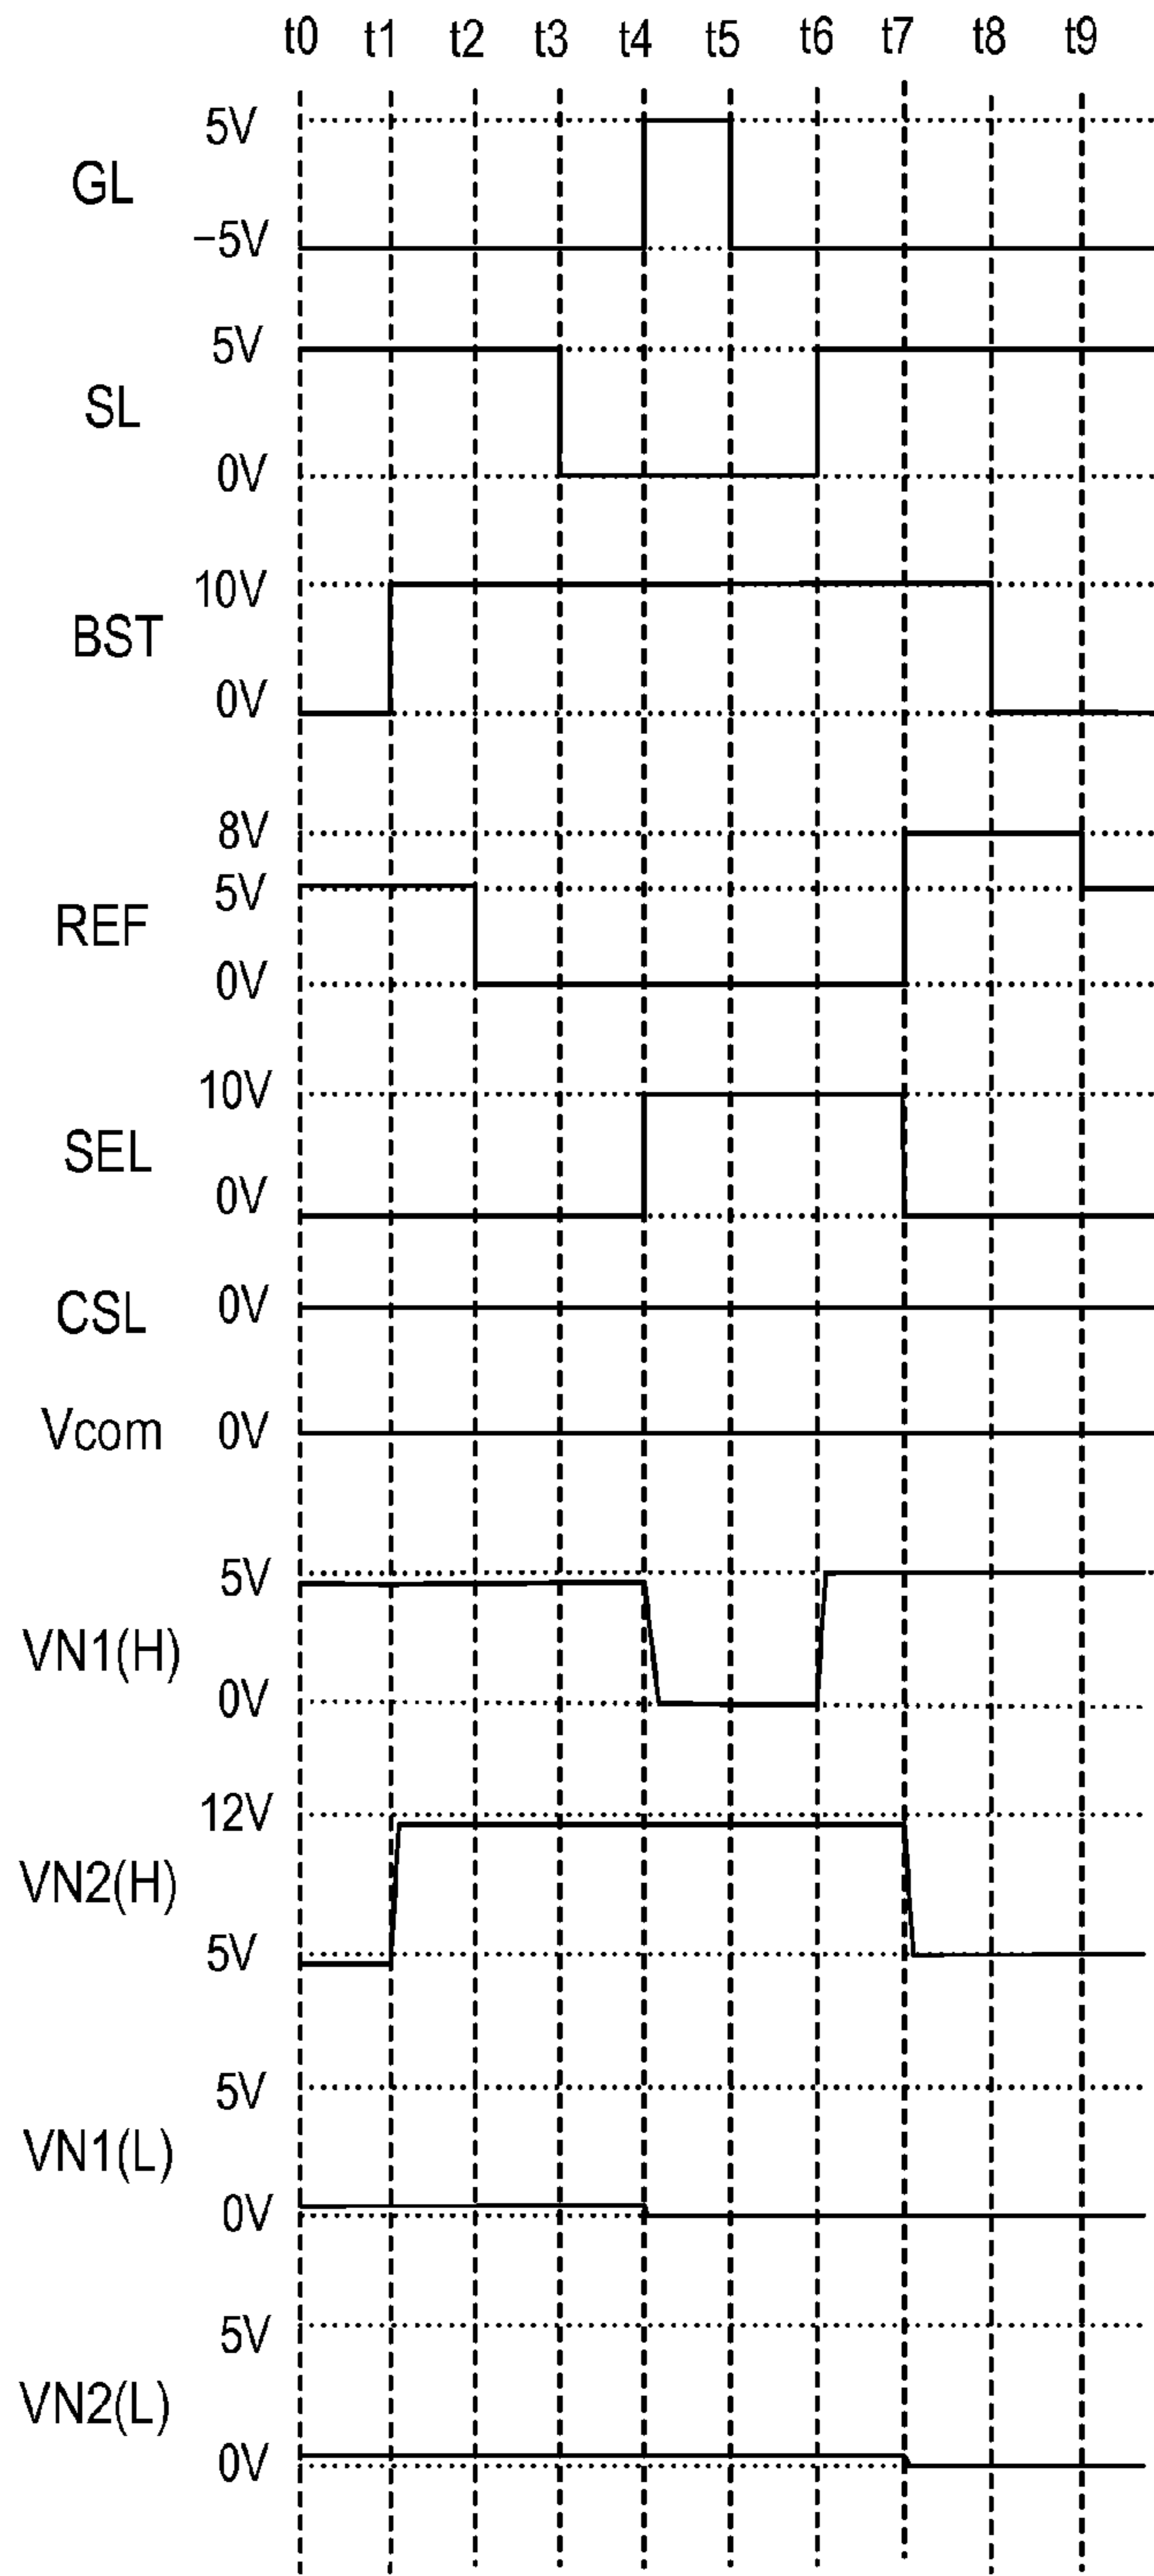 t0 t1 t2 t3 t4 t5 t6 t7 t8 t9
5V
GL
−5V
5V
SL
0V
10V
BST
0V
8V
5V
REF
0V
10V
SEL
0V
CSL 0V
Vcom 0V
5V
VN1(H)
0V
12V
VN2(H)
5V
5V
VN1(L)
0V
5V
VN2(L)
0V